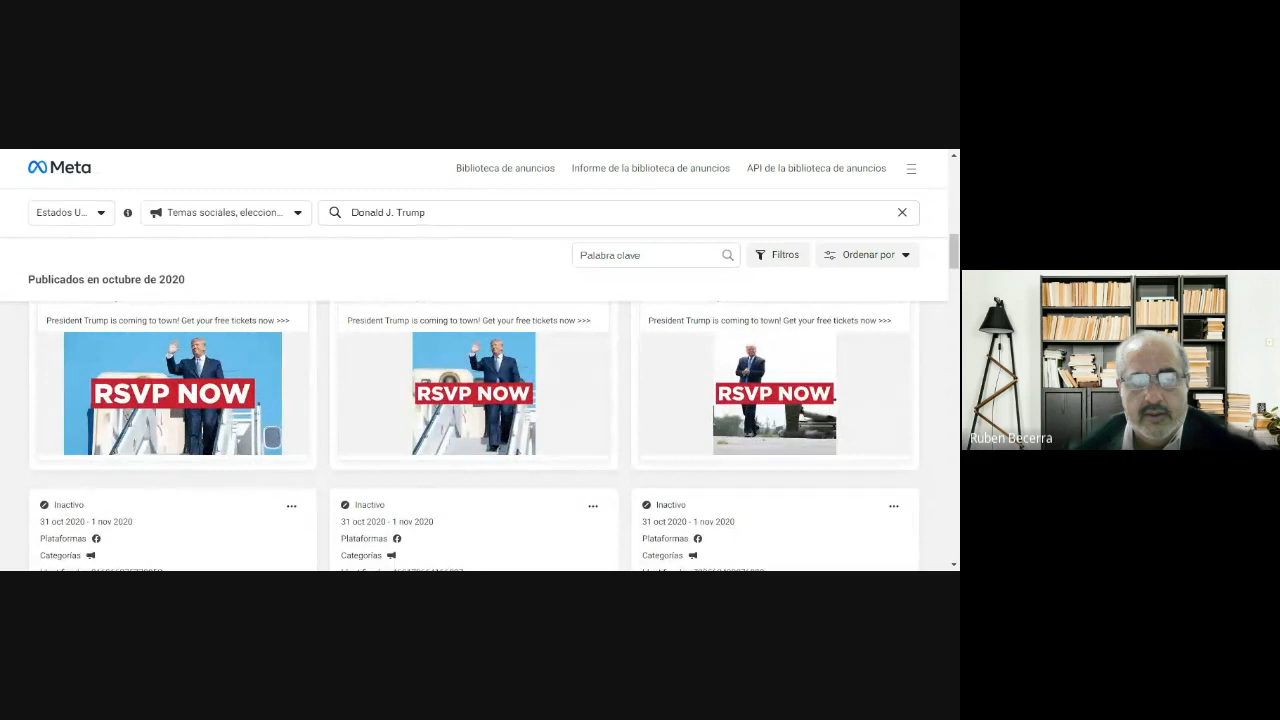 Meta
Biblioteca de anuncios Informe de la biblioteca de anuncios API de la biblioteca de anuncios
Estados U... Temas sociales, eleccion... Donald J. Trump
Palabra clave Filtros Ordenar por
Publicados en octubre de 2020
President Trump is coming to town! Get your free tickets now >>>
President Trump is coming to town! Get your free tickets now >>>
President Trump is coming to town! Get your free tickets now >>>
RSVP NOW
RSVP NOW
RSVP NOW
Inactivo
31 oct 2020 - 1 nov 2020
Plataformas
Categorías
Inactivo
31 oct 2020 - 1 nov 2020
Plataformas
Categorías
Inactivo
31 oct 2020 - 1 nov 2020
Plataformas
Categorías
Ruben Becerra